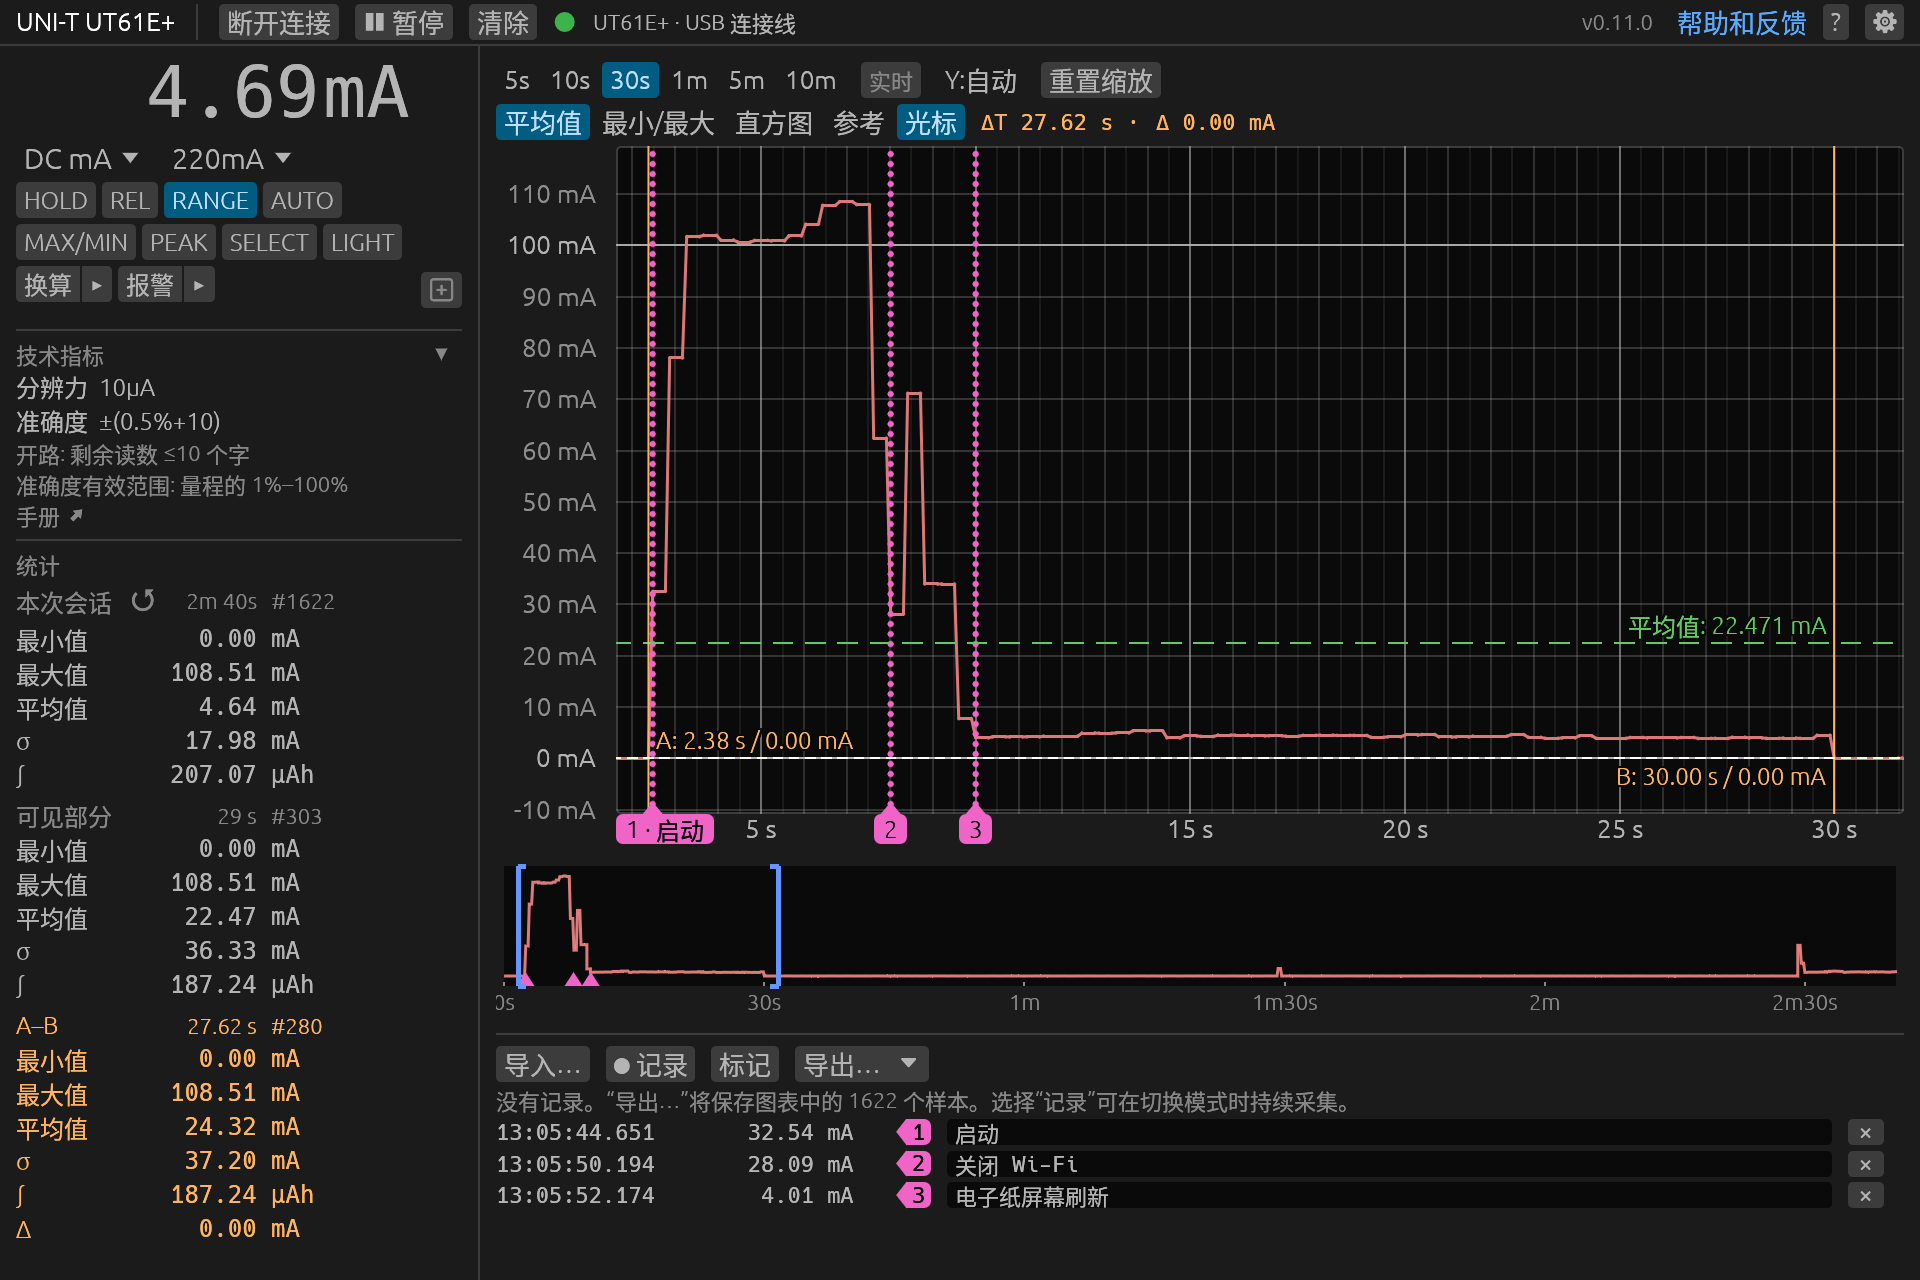 UNI-T UT61E+ 断开连接 暂停 清除 UT61E+ · USB 连接线 v0.11.0 帮助和反馈 ?
4.69mA
DC mA 220mA
HOLD REL RANGE AUTO
MAX/MIN PEAK SELECT LIGHT
换算 报警
技术指标
分辨力 10µA
准确度 ±(0.5%+10)
开路: 剩余读数 ≤10 个字
准确度有效范围: 量程的 1%–100%
手册
统计
本次会话 2m 40s #1622
最小值 0.00 mA
最大值 108.51 mA
平均值 4.64 mA
σ 17.98 mA
∫ 207.07 µAh
可见部分 29 s #303
最小值 0.00 mA
最大值 108.51 mA
平均值 22.47 mA
σ 36.33 mA
∫ 187.24 µAh
A–B 27.62 s #280
最小值 0.00 mA
最大值 108.51 mA
平均值 24.32 mA
σ 37.20 mA
∫ 187.24 µAh
Δ 0.00 mA
5s 10s 30s 1m 5m 10m 实时 Y:自动 重置缩放
平均值 最小/最大 直方图 参考 光标 ΔT 27.62 s · Δ 0.00 mA
110 mA
100 mA
90 mA
80 mA
70 mA
60 mA
50 mA
40 mA
30 mA
20 mA
10 mA
0 mA
-10 mA
平均值: 22.471 mA
A: 2.38 s / 0.00 mA
B: 30.00 s / 0.00 mA
1 · 启动 5 s 2 3 15 s 20 s 25 s 30 s
0s 30s 1m 1m30s 2m 2m30s
导入… 记录 标记 导出…
没有记录。“导出…”将保存图表中的 1622 个样本。选择“记录”可在切换模式时持续采集。
13:05:44.651 32.54 mA 1 启动 ×
13:05:50.194 28.09 mA 2 关闭 Wi-Fi ×
13:05:52.174 4.01 mA 3 电子纸屏幕刷新 ×